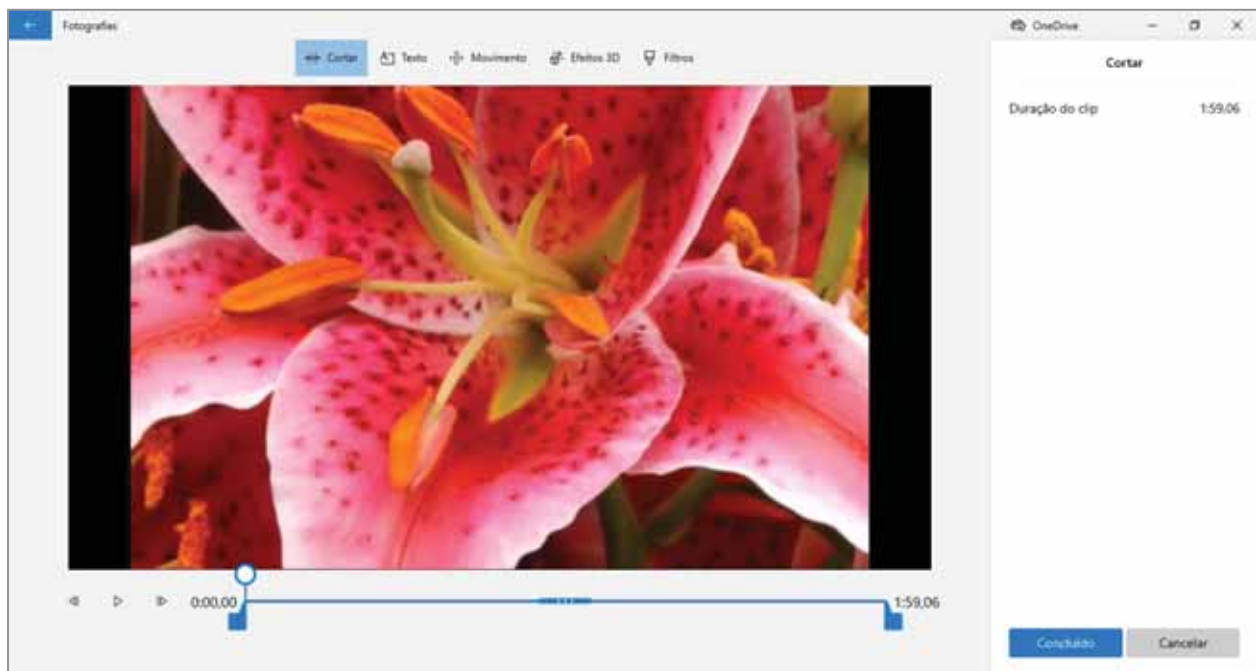 Fotografias
OneDrive
Cortar
Texto
Movimento
Efeitos 3D
Filtros
Cortar
Duração do clip 1:59.06
0:00,00
1:59,06
Concluído
Cancelar